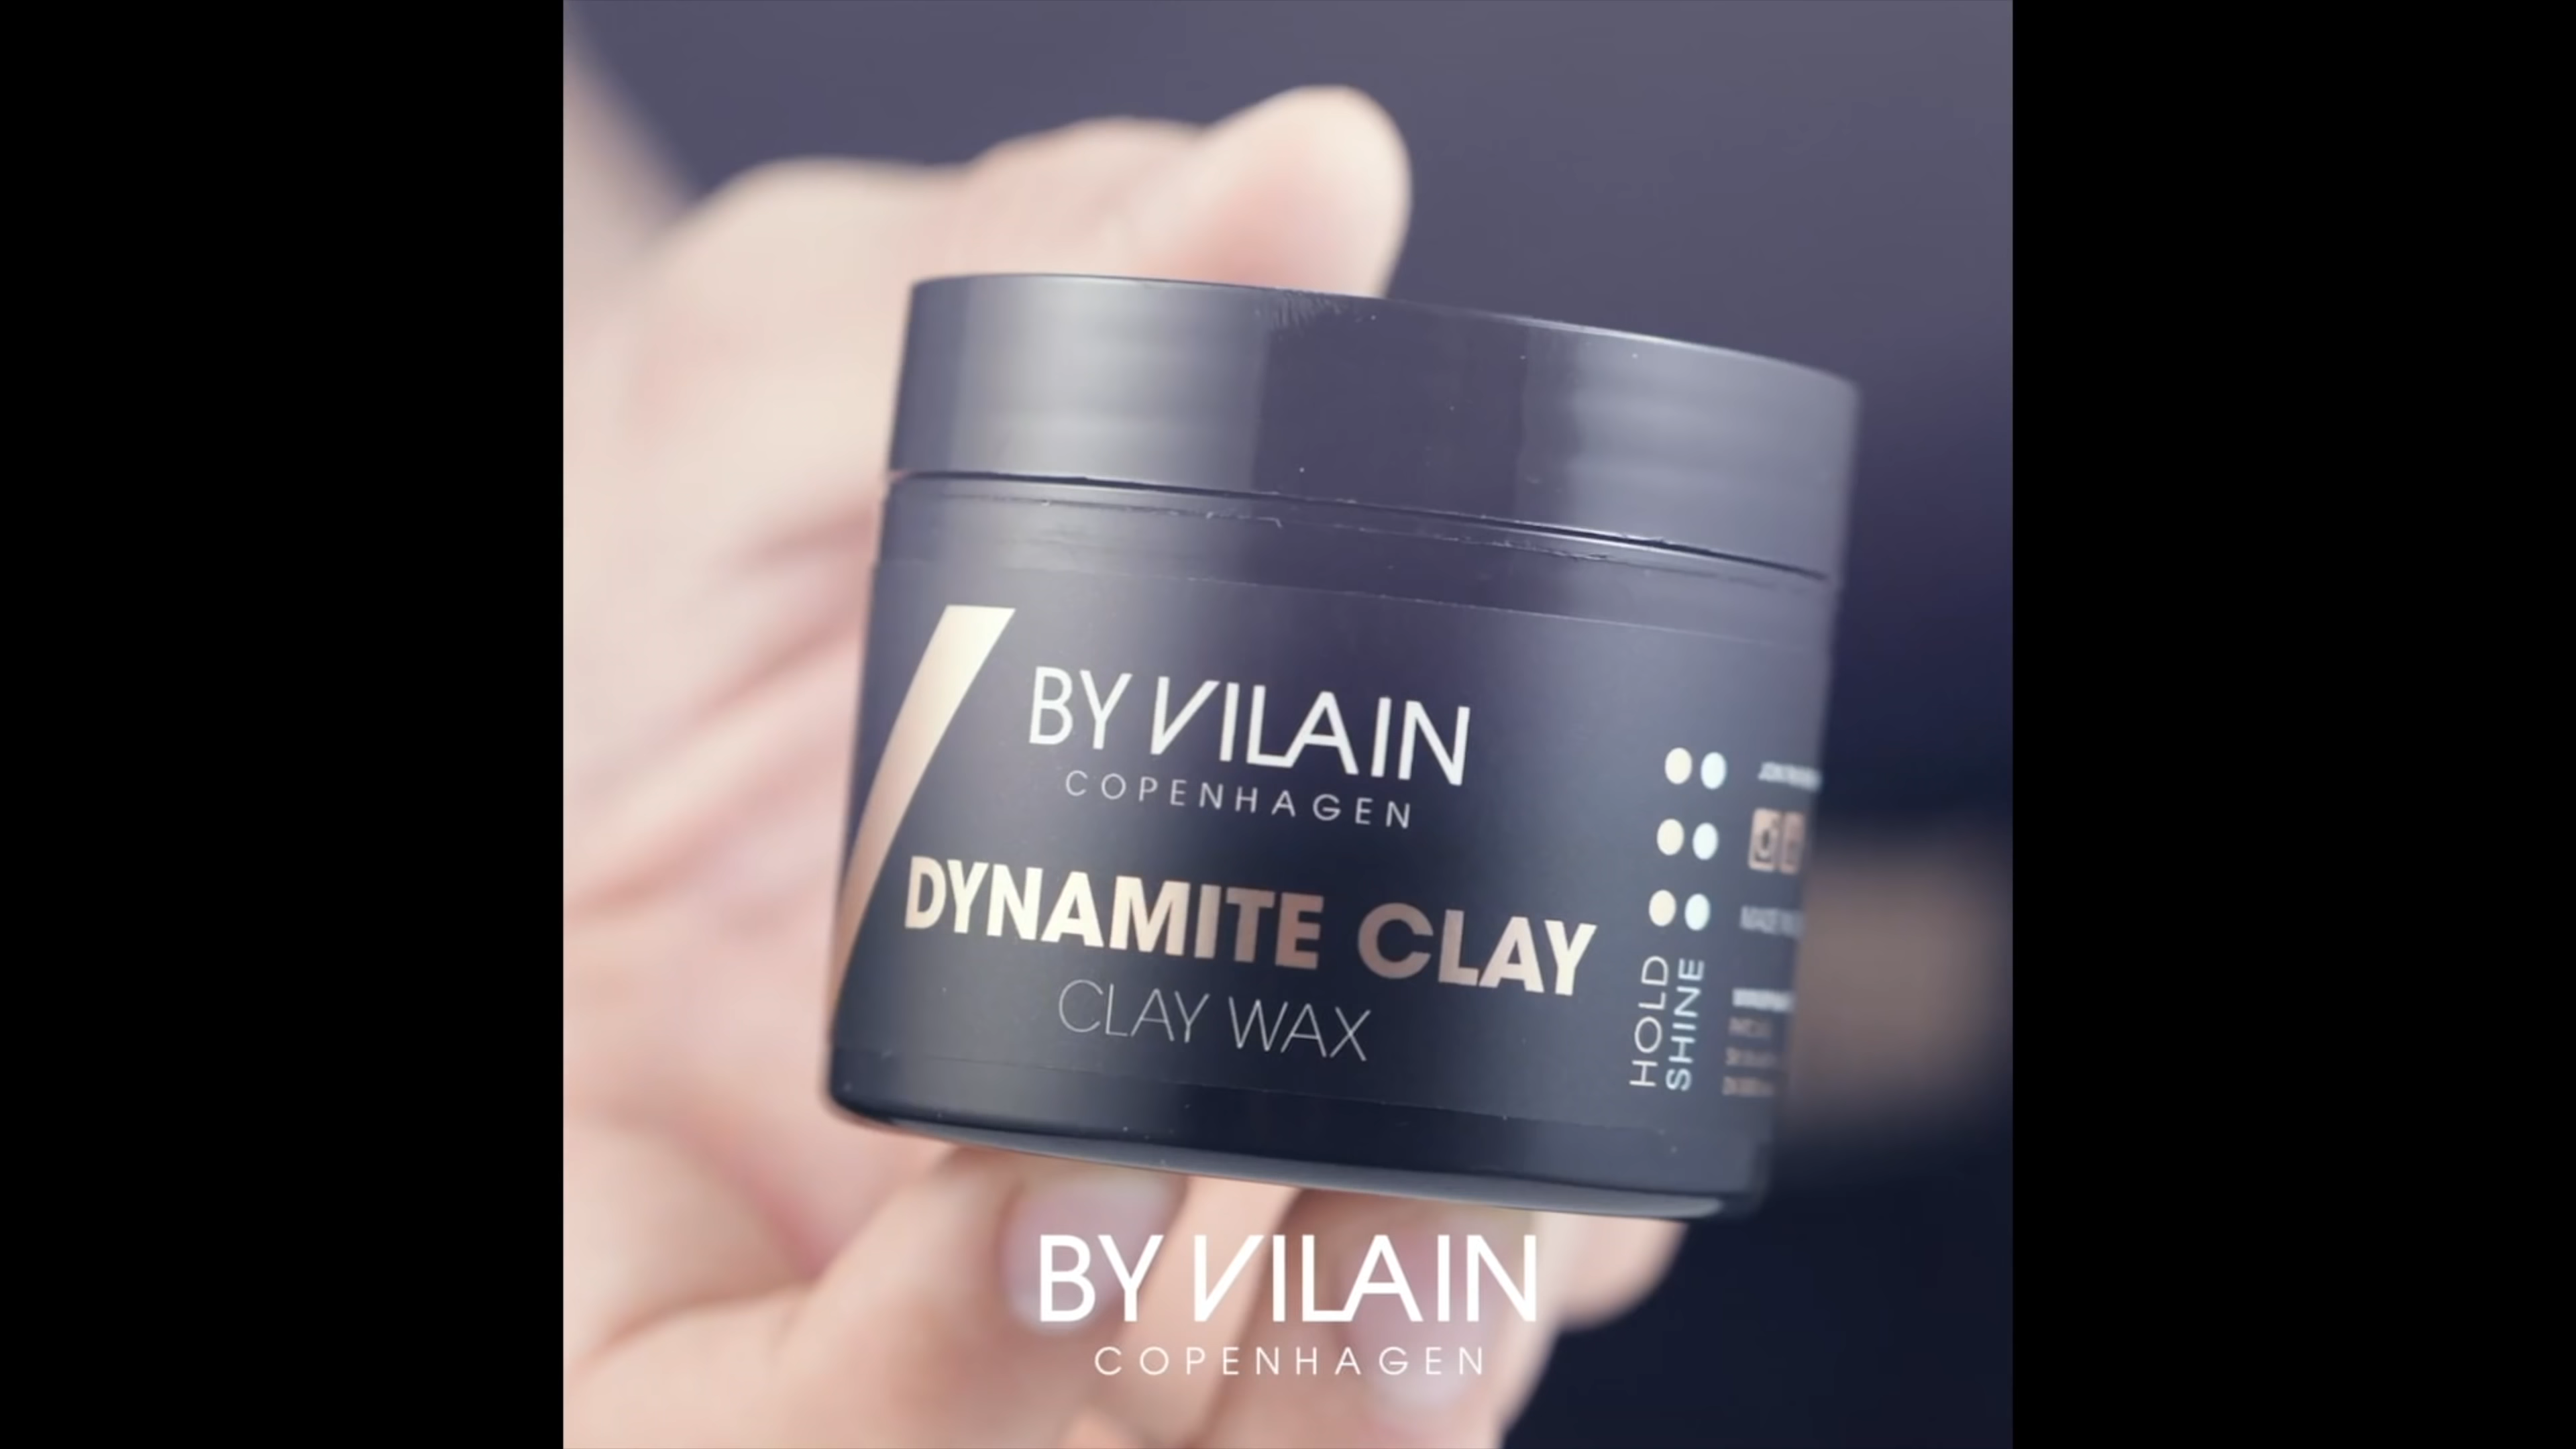 BY VILAIN
COPENHAGEN
DYNAMITE CLAY
CLAY WAX
HOLD
SHINE
BY VILAIN
COPENHAGEN